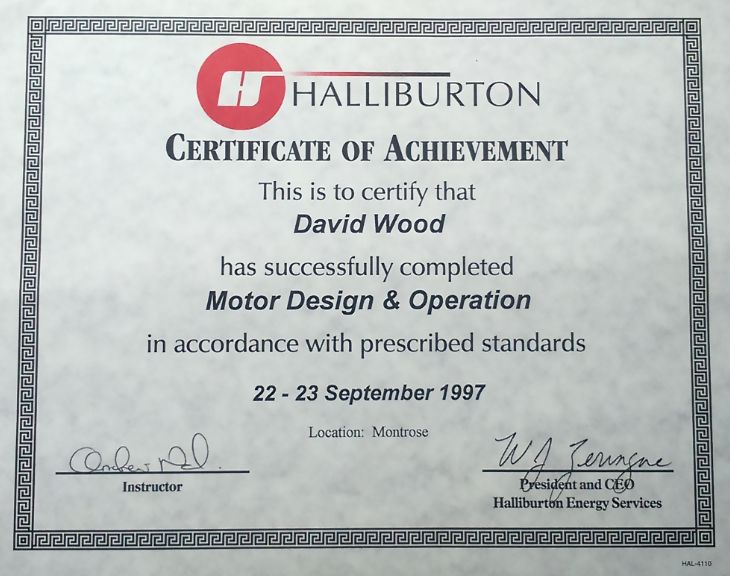 H HALLIBURTON
CERTIFICATE OF ACHIEVEMENT
This is to certify that
David Wood
has successfully completed
Motor Design & Operation
in accordance with prescribed standards
22 - 23 September 1997
Location: Montrose
Instructor
W J Zeringue
President and CEO
Halliburton Energy Services
HAL-4110